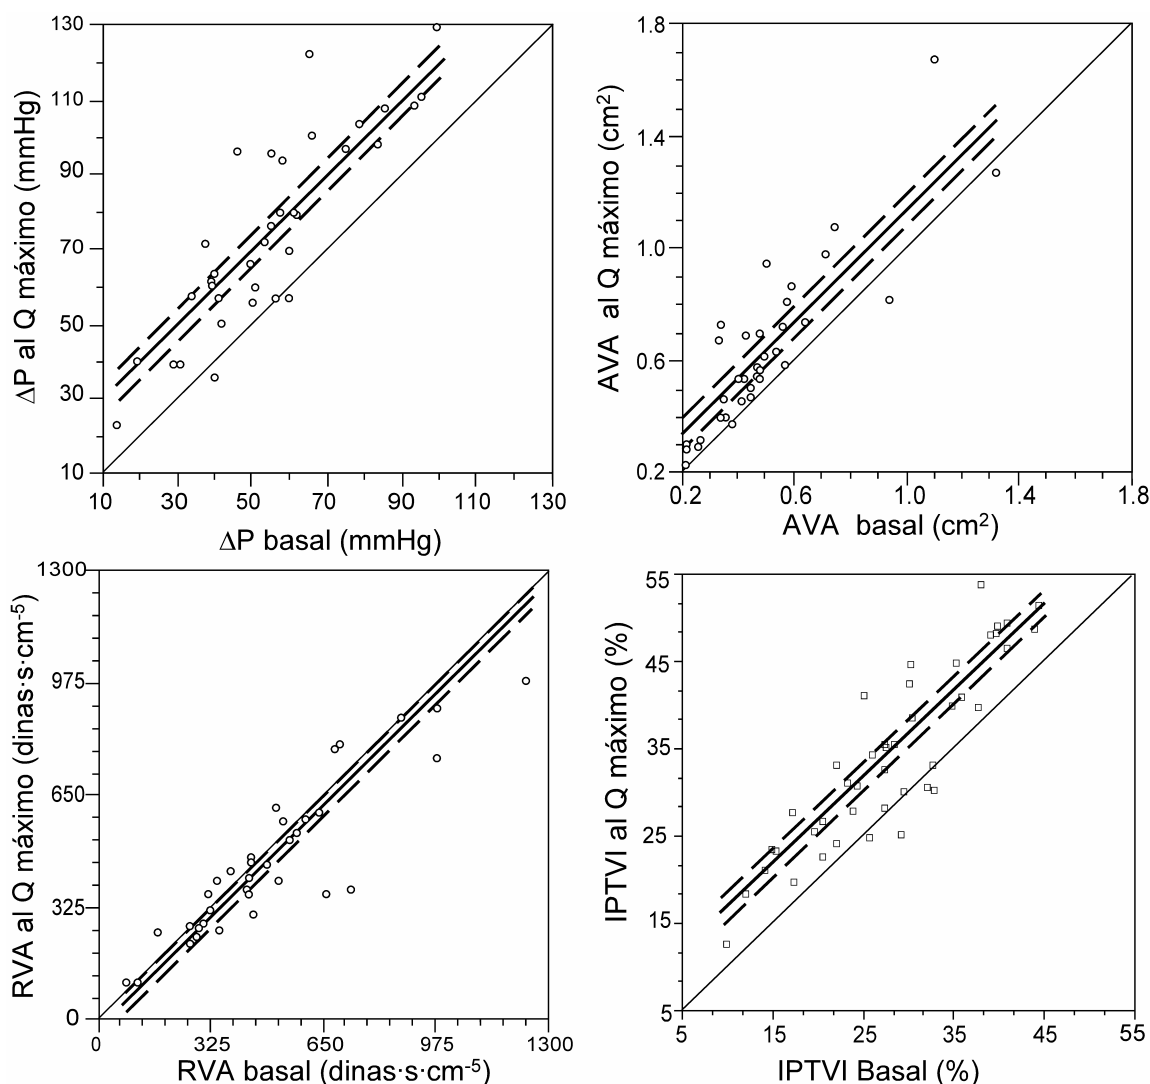 130
110
90
70
50
30
10
ΔP al Q máximo (mmHg)
10 30 50 70 90 110 130
ΔP basal (mmHg)
1.8
1.4
1.0
0.6
0.2
AVA al Q máximo (cm²)
0.2 0.6 1.0 1.4 1.8
AVA basal (cm²)
1300
975
650
325
0
RVA al Q máximo (dinas·s·cm⁻⁵)
0 325 650 975 1300
RVA basal (dinas·s·cm⁻⁵)
55
45
35
25
15
5
IPTVI al Q máximo (%)
5 15 25 35 45 55
IPTVI Basal (%)